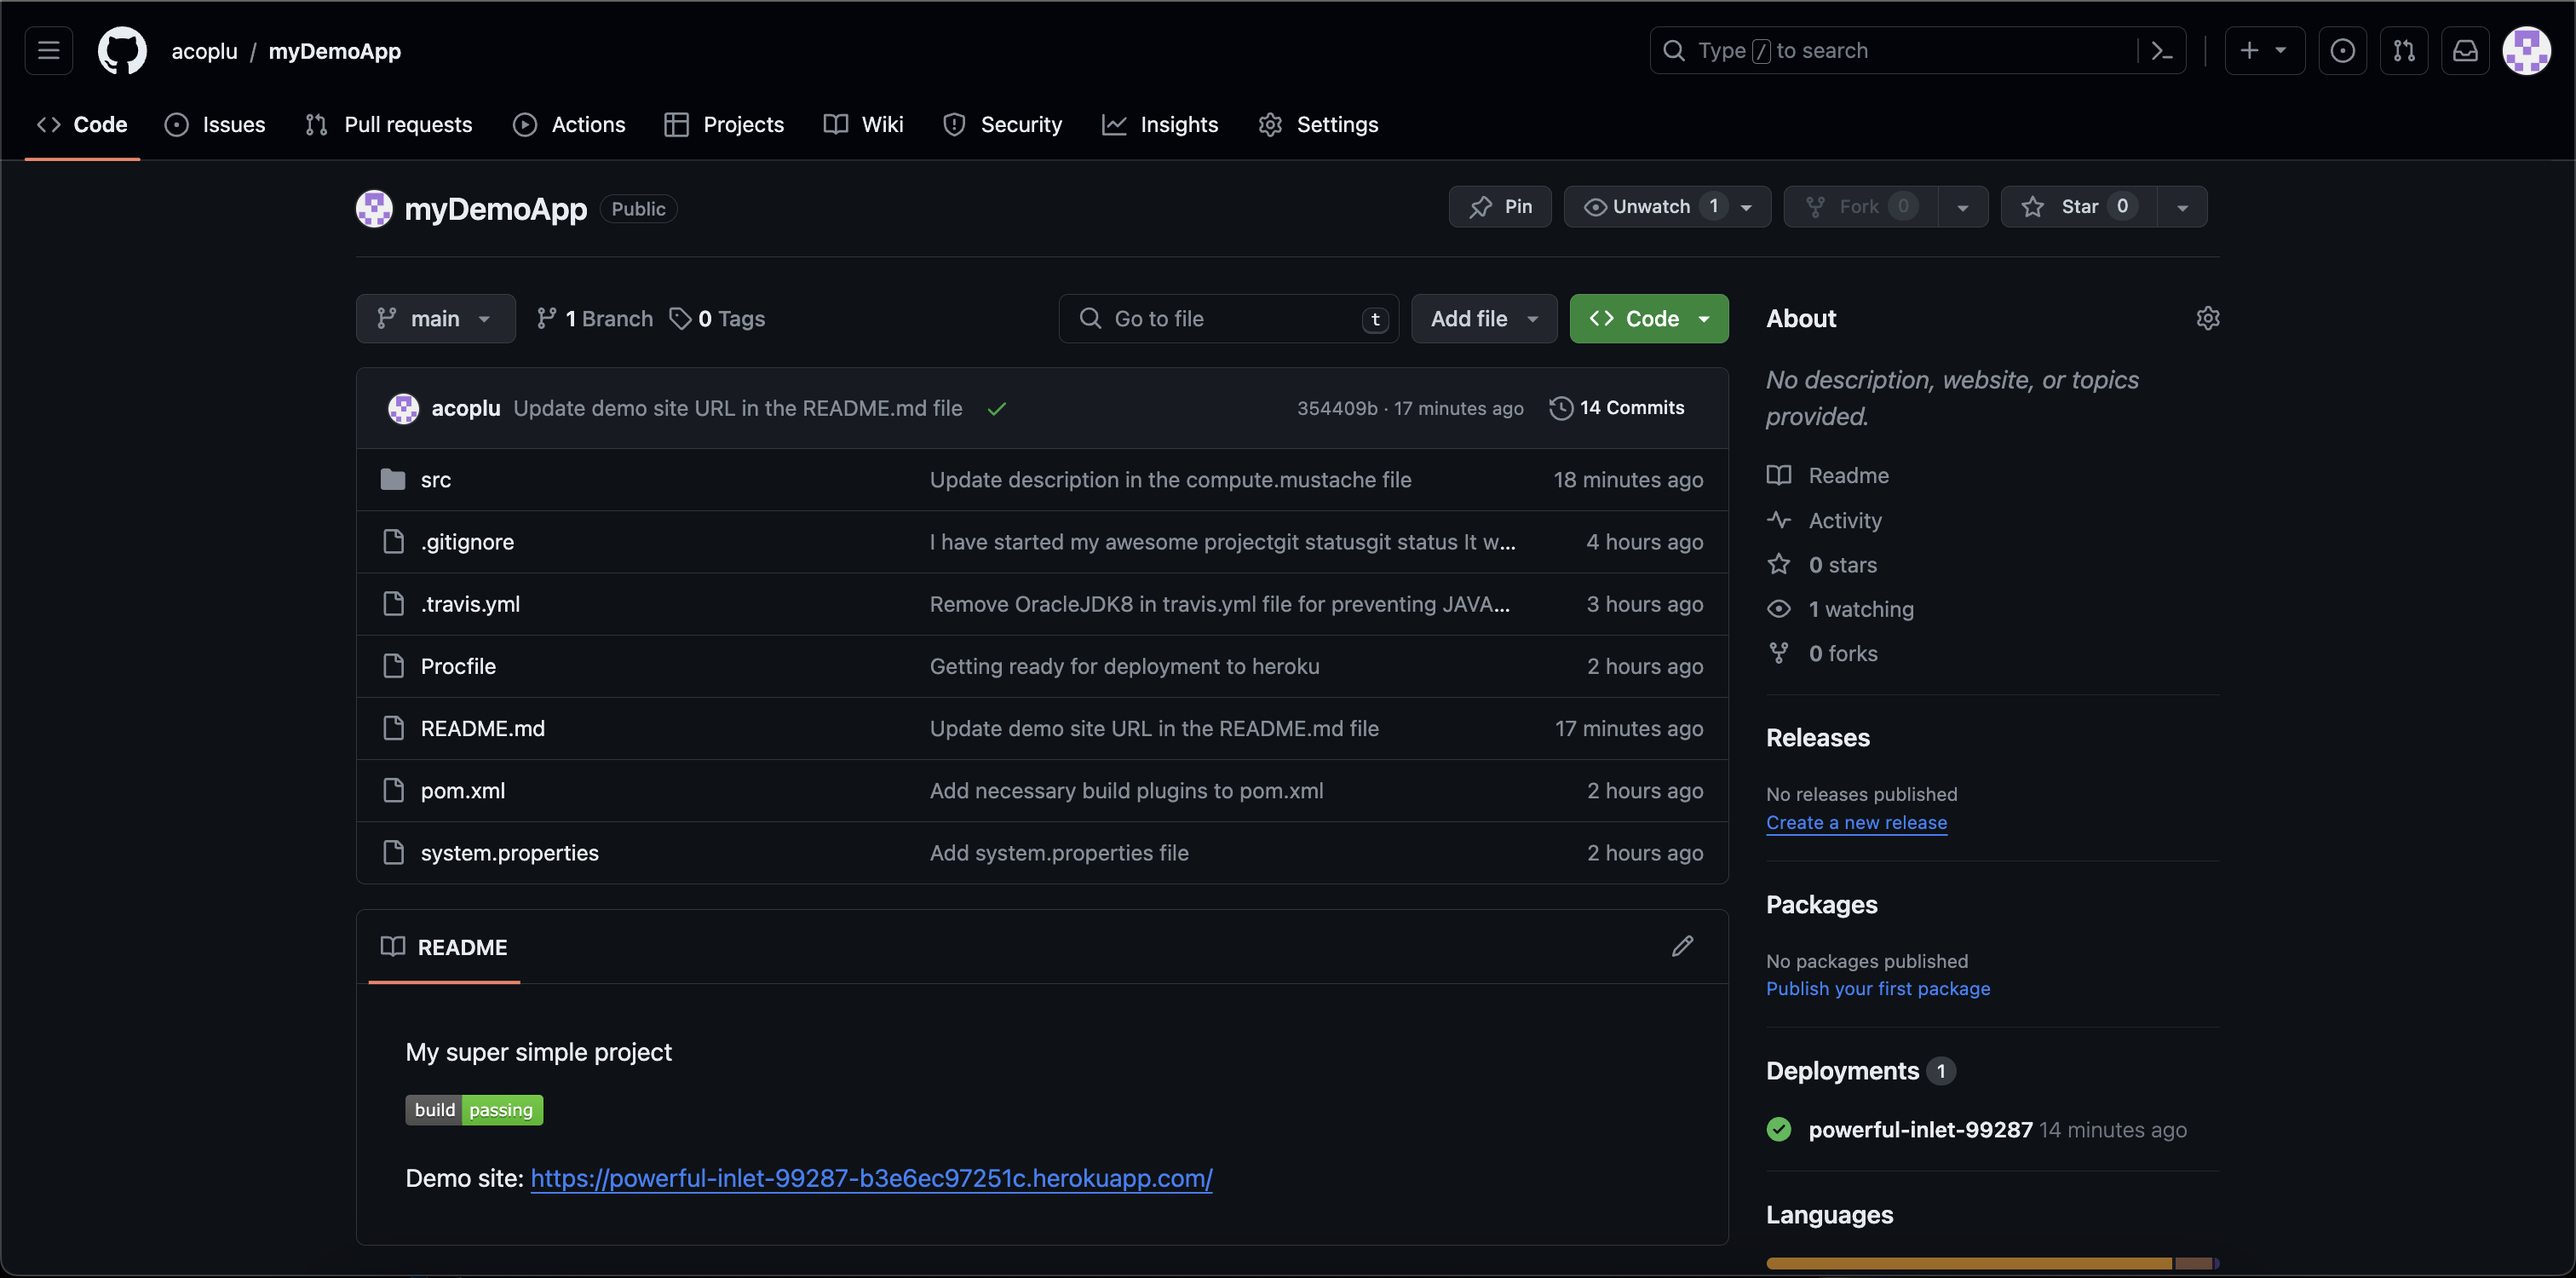 acoplu / myDemoApp
Type / to search
Code Issues Pull requests Actions Projects Wiki Security Insights Settings
myDemoApp Public
Pin Unwatch 1 Fork 0 Star 0
main 1 Branch 0 Tags
Go to file t Add file Code
acoplu Update demo site URL in the README.md file 354409b · 17 minutes ago 14 Commits
src Update description in the compute.mustache file 18 minutes ago
.gitignore I have started my awesome projectgit statusgit status It w... 4 hours ago
.travis.yml Remove OracleJDK8 in travis.yml file for preventing JAVA... 3 hours ago
Procfile Getting ready for deployment to heroku 2 hours ago
README.md Update demo site URL in the README.md file 17 minutes ago
pom.xml Add necessary build plugins to pom.xml 2 hours ago
system.properties Add system.properties file 2 hours ago
README
My super simple project
build passing
Demo site: https://powerful-inlet-99287-b3e6ec97251c.herokuapp.com/
About
No description, website, or topics
provided.
Readme
Activity
0 stars
1 watching
0 forks
Releases
No releases published
Create a new release
Packages
No packages published
Publish your first package
Deployments 1
powerful-inlet-99287 14 minutes ago
Languages